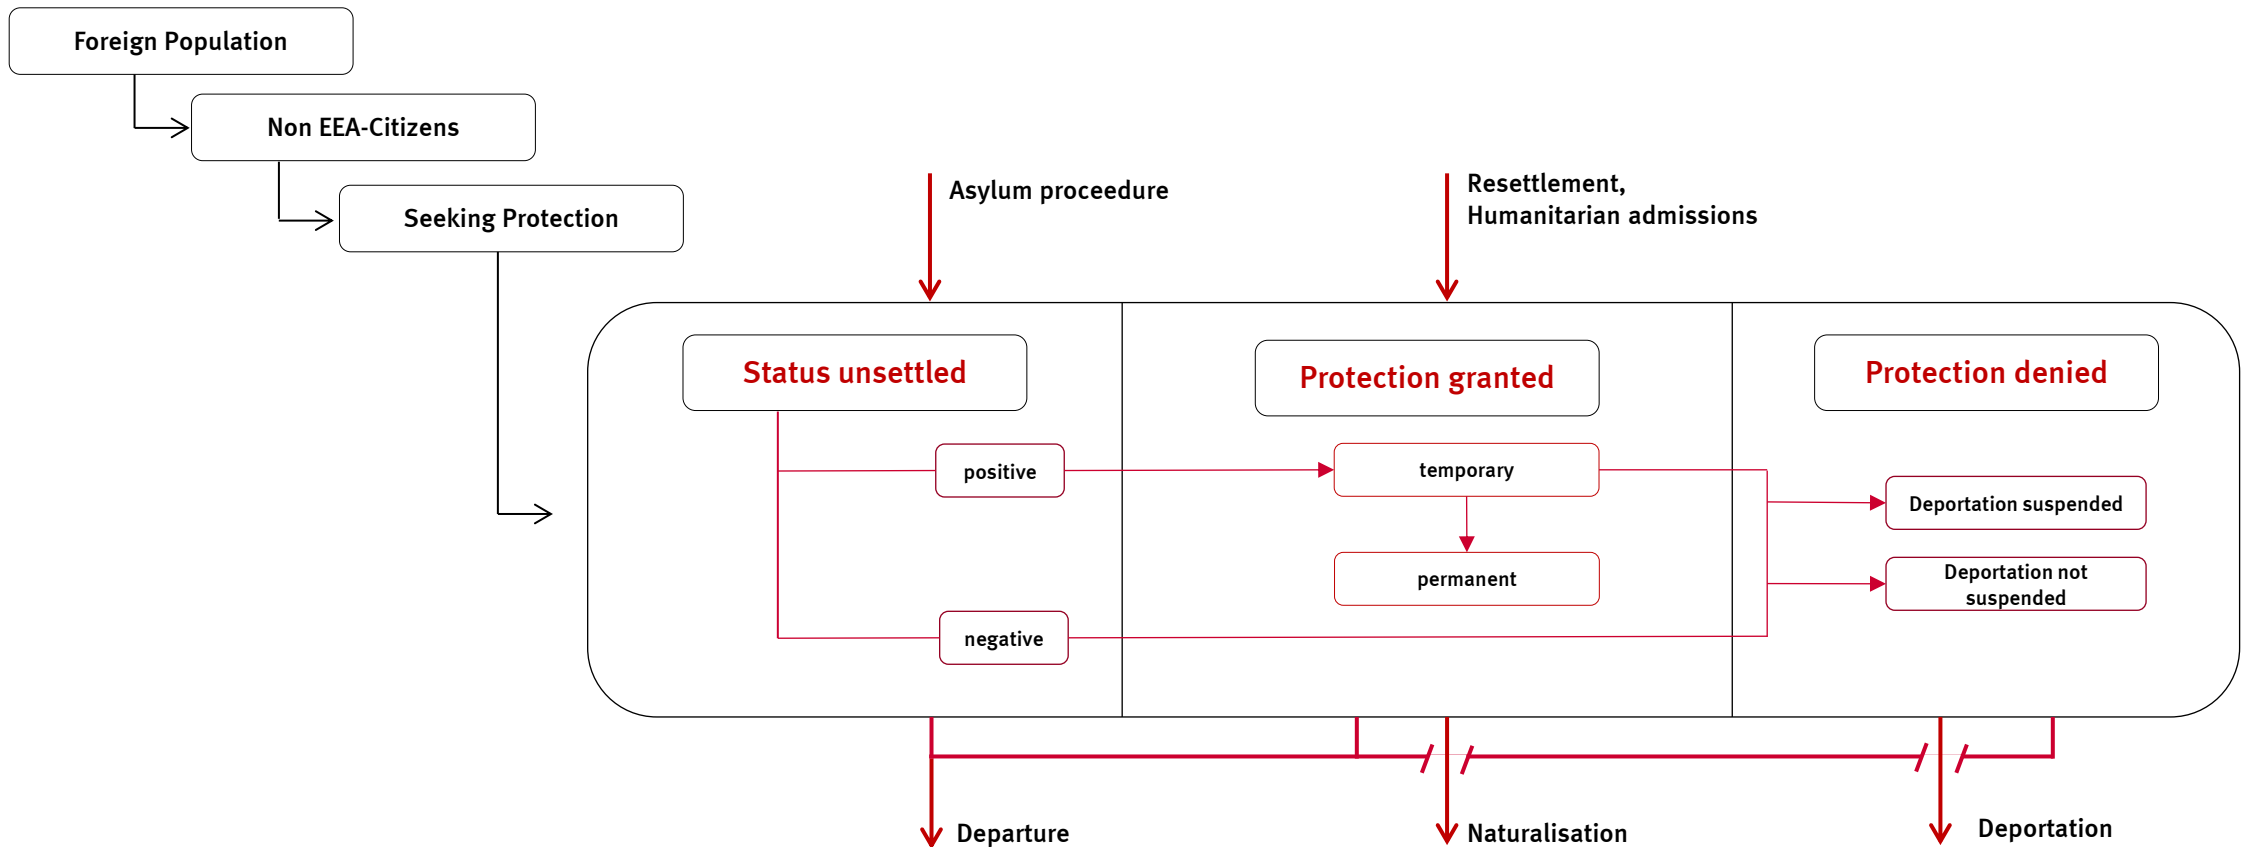 Foreign Population
Non EEA-Citizens
Seeking Protection
Asylum proceedure
Resettlement,
Humanitarian admissions
Status unsettled
Protection granted
Protection denied
positive
temporary
Deportation suspended
Deportation not
suspended
permanent
negative
Departure
Naturalisation
Deportation